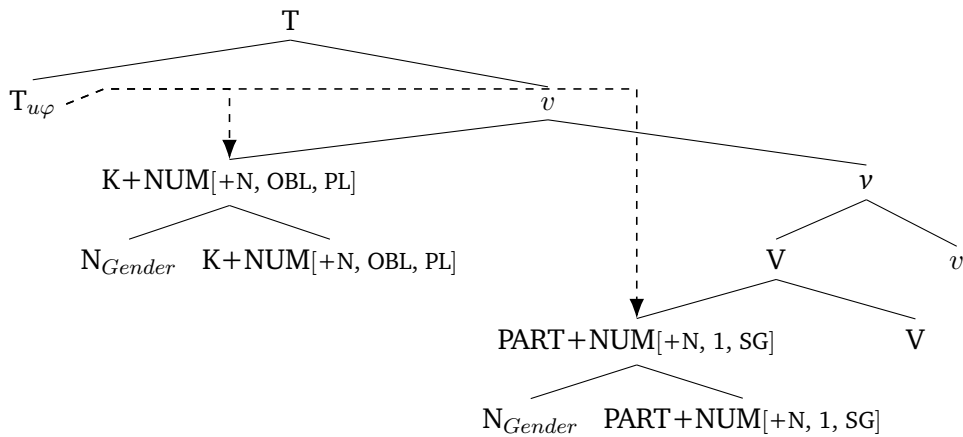 T
T_{uφ} v
K+NUM[+N, OBL, PL] v
N_{Gender} K+NUM[+N, OBL, PL] V v
PART+NUM[+N, 1, SG] V
N_{Gender} PART+NUM[+N, 1, SG]